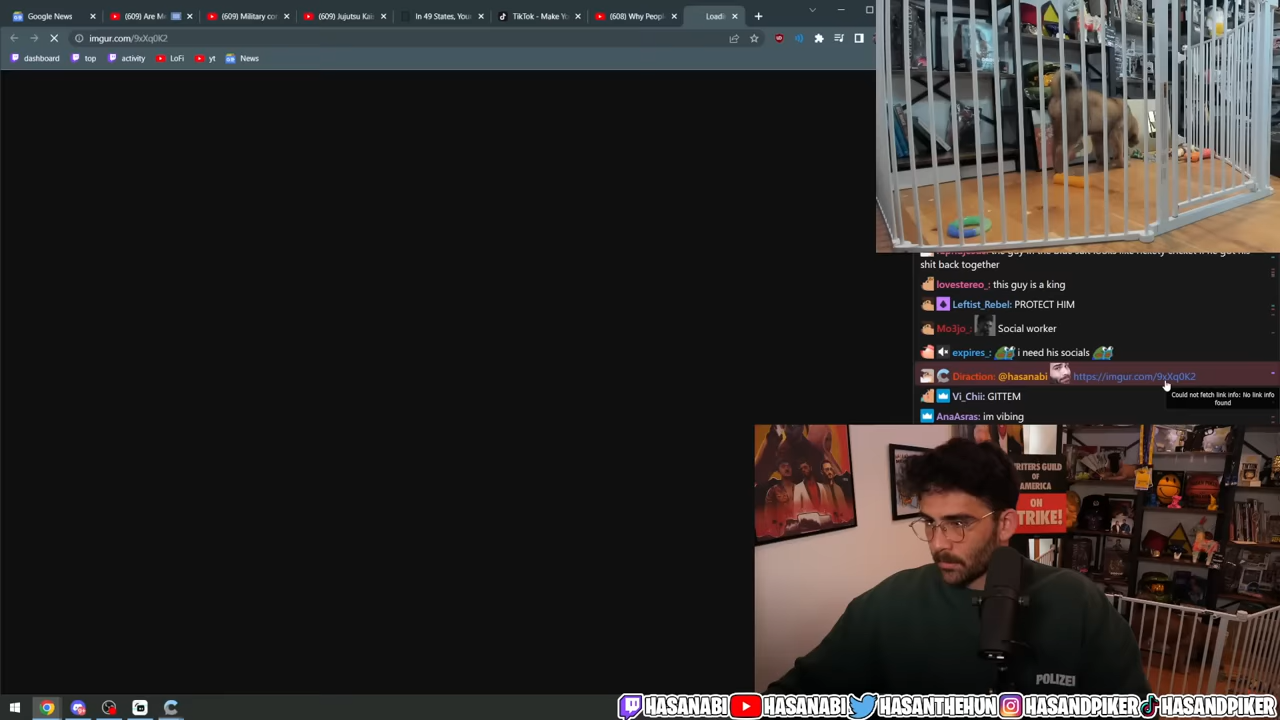 Google News
(609) Are M
(609) Military cor
(609) Jujutsu Kais
In 49 States, Your
TikTok - Make Yo
(608) Why Peopl
Loadi
imgur.com/9xXq0K2
dashboard
top
activity
LoFi
yt
News
shit back together
lovestereo_: this guy is a king
Leftist_Rebel: PROTECT HIM
Mo3jo_: Social worker
expires_: i need his socials
Diraction: @hasanabi https://imgur.com/9xXq0K2
Could not fetch link info: No link info
found
Vi_Chii: GITTEM
AnaAsras: im vibing
WRITERS GUILD
OF
AMERICA
ON
STRIKE!
POLIZEI
HASANABI
HASANABI
HASANTHEHUN
HASANDPIKER
HASANDPIKER